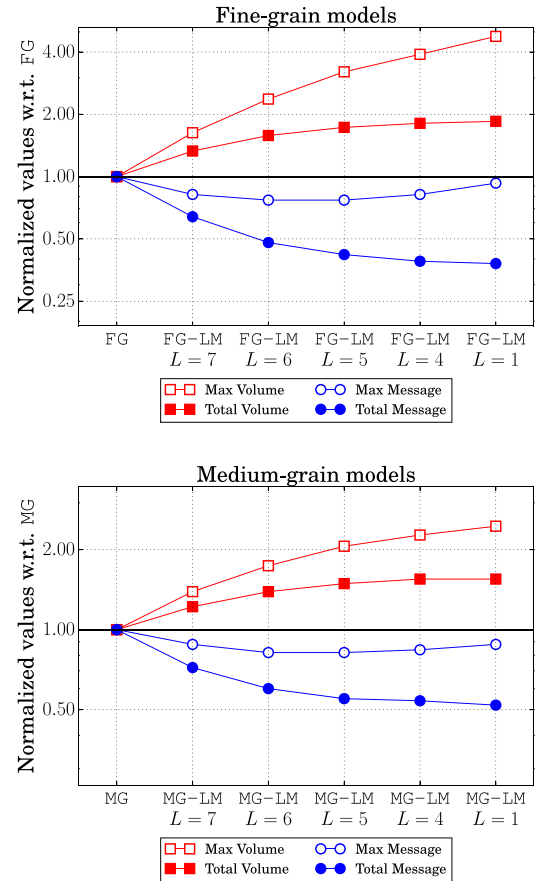 Fine-grain models
Normalized values w.r.t. FG
4.00
2.00
1.00
0.50
0.25
FG FG-LM FG-LM FG-LM FG-LM FG-LM
L = 7 L = 6 L = 5 L = 4 L = 1
Max Volume Max Message
Total Volume Total Message
Medium-grain models
Normalized values w.r.t. MG
2.00
1.00
0.50
MG MG-LM MG-LM MG-LM MG-LM MG-LM
L = 7 L = 6 L = 5 L = 4 L = 1
Max Volume Max Message
Total Volume Total Message